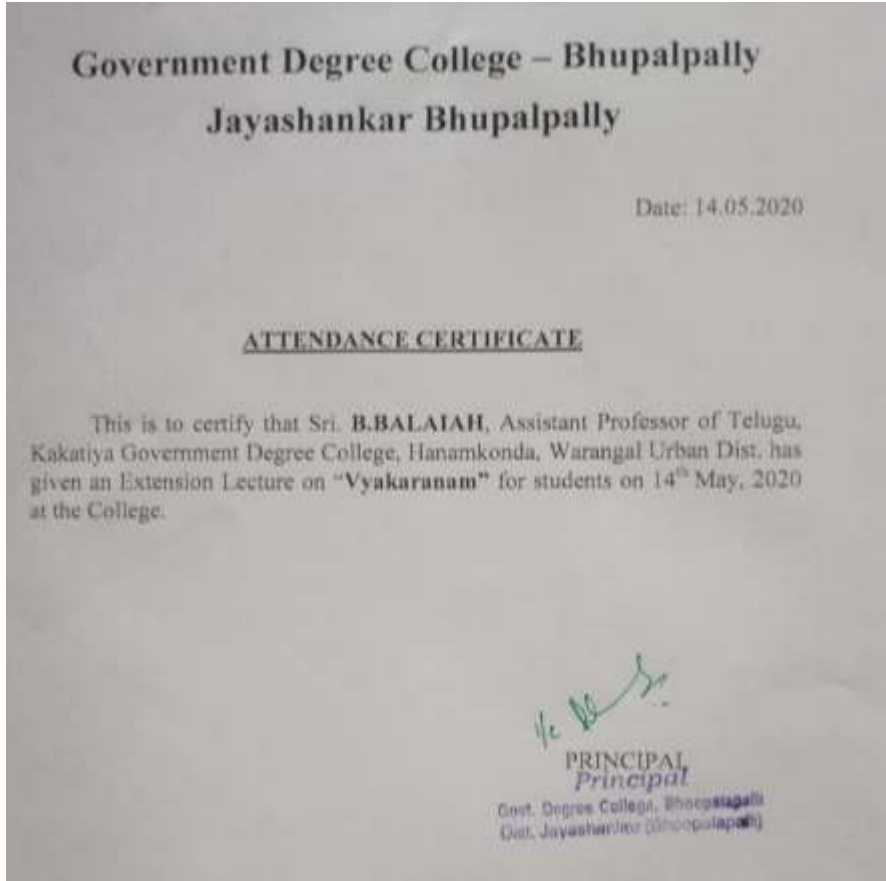 Government Degree College – Bhupalpally
Jayashankar Bhupalpally
Date: 14.05.2020
ATTENDANCE CERTIFICATE
This is to certify that Sri. B.BALAIAH, Assistant Professor of Telugu,
Kakatiya Government Degree College, Hanamkonda, Warangal Urban Dist. has
given an Extension Lecture on “Vyakaranam” for students on 14th May, 2020
at the College.
I/c
PRINCIPAL
Principal
Govt. Degree College, Bhoopalapalli
Dist. Jayashankar (Bhoopalapalli)